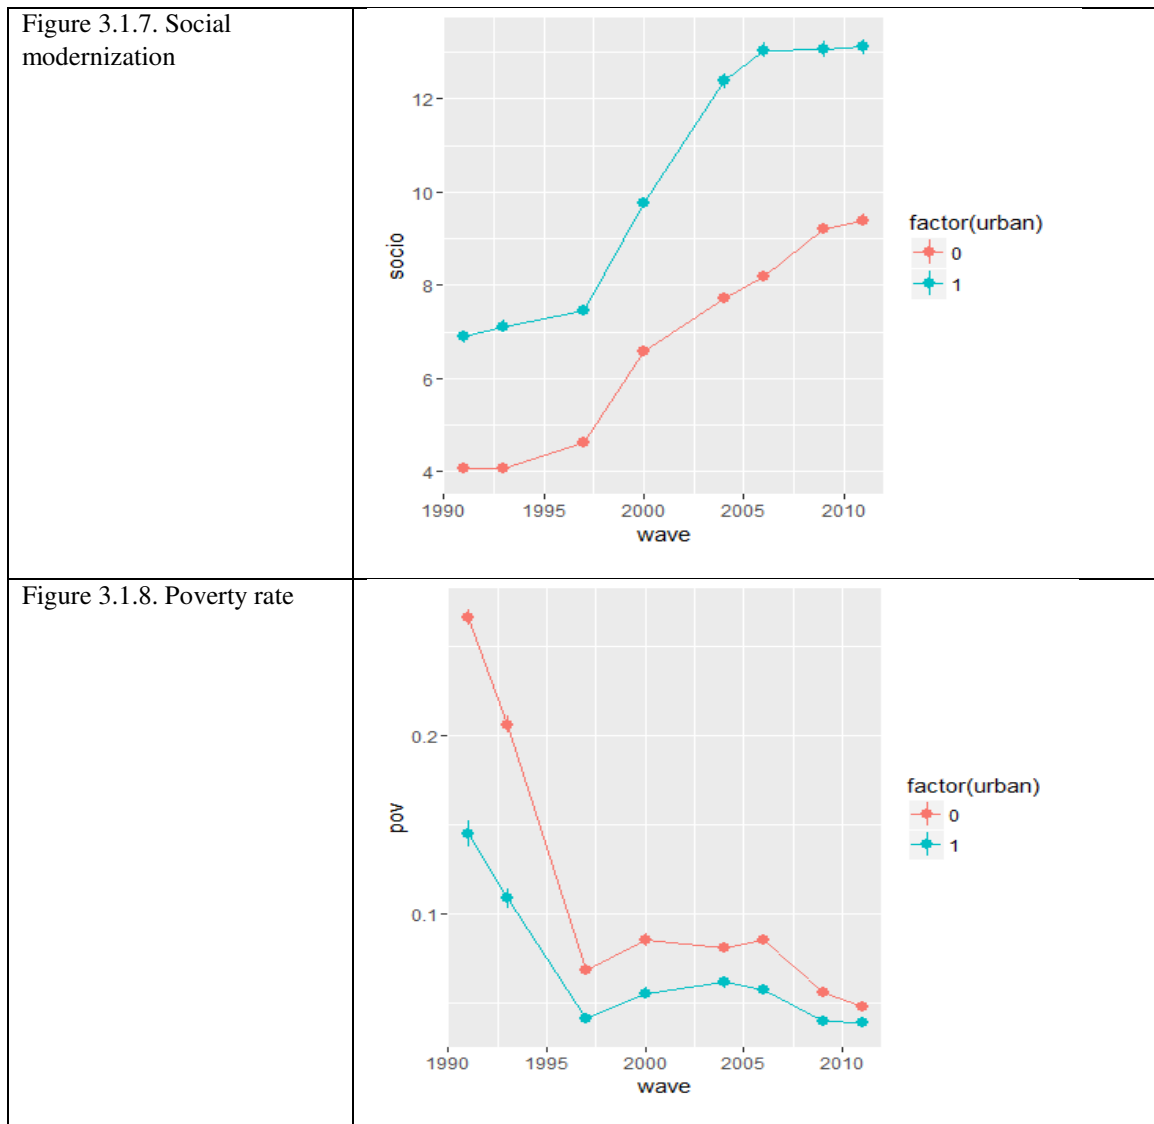 Figure 3.1.7. Social
modernization
12
10
8
6
4
socio
1990 1995 2000 2005 2010
wave
factor(urban)
0
1
Figure 3.1.8. Poverty rate
0.2
0.1
pov
1990 1995 2000 2005 2010
wave
factor(urban)
0
1